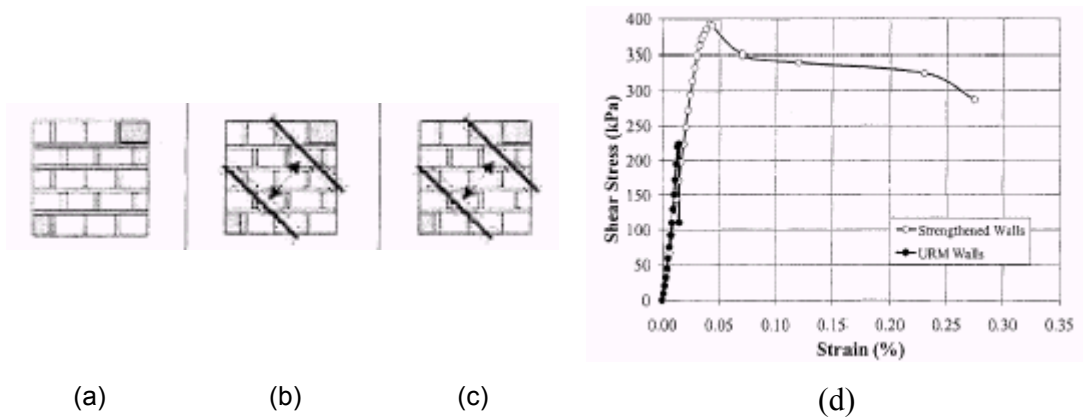 400
350
300
250
200
150
100
50
0
Shear Stress (kPa)
Strengthened Walls
URM Walls
0.00 0.05 0.10 0.15 0.20 0.25 0.30 0.35
Strain (%)
(a) (b) (c) (d)